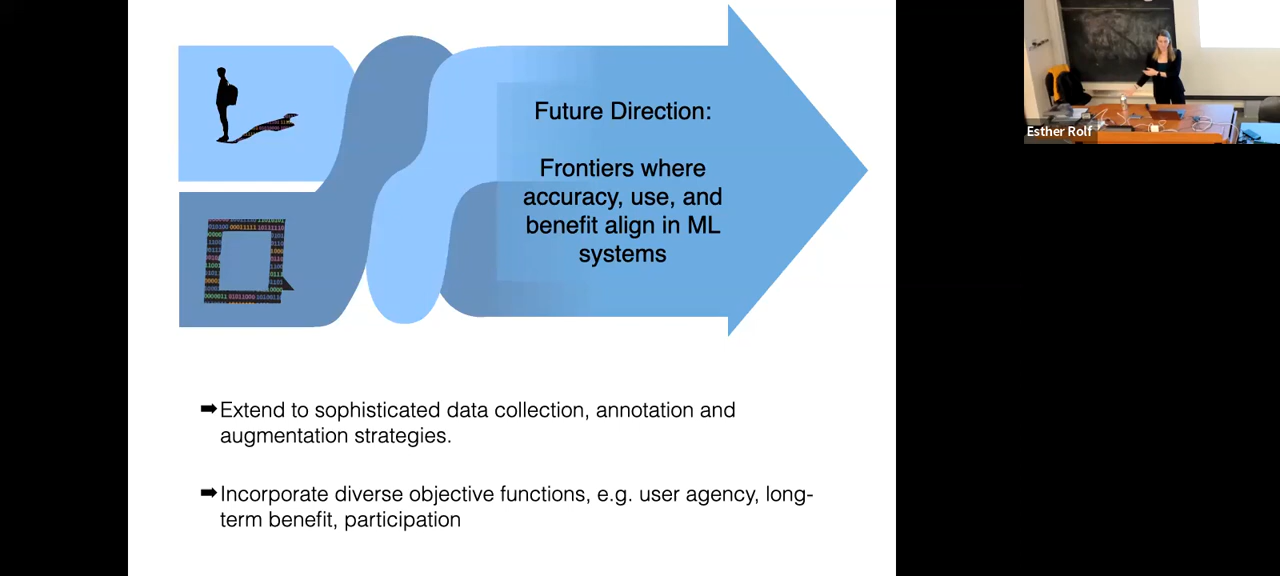 Future Direction:
Frontiers where
accuracy, use, and
benefit align in ML
systems
Esther Rolf
➡Extend to sophisticated data collection, annotation and
augmentation strategies.
➡Incorporate diverse objective functions, e.g. user agency, long-
term benefit, participation